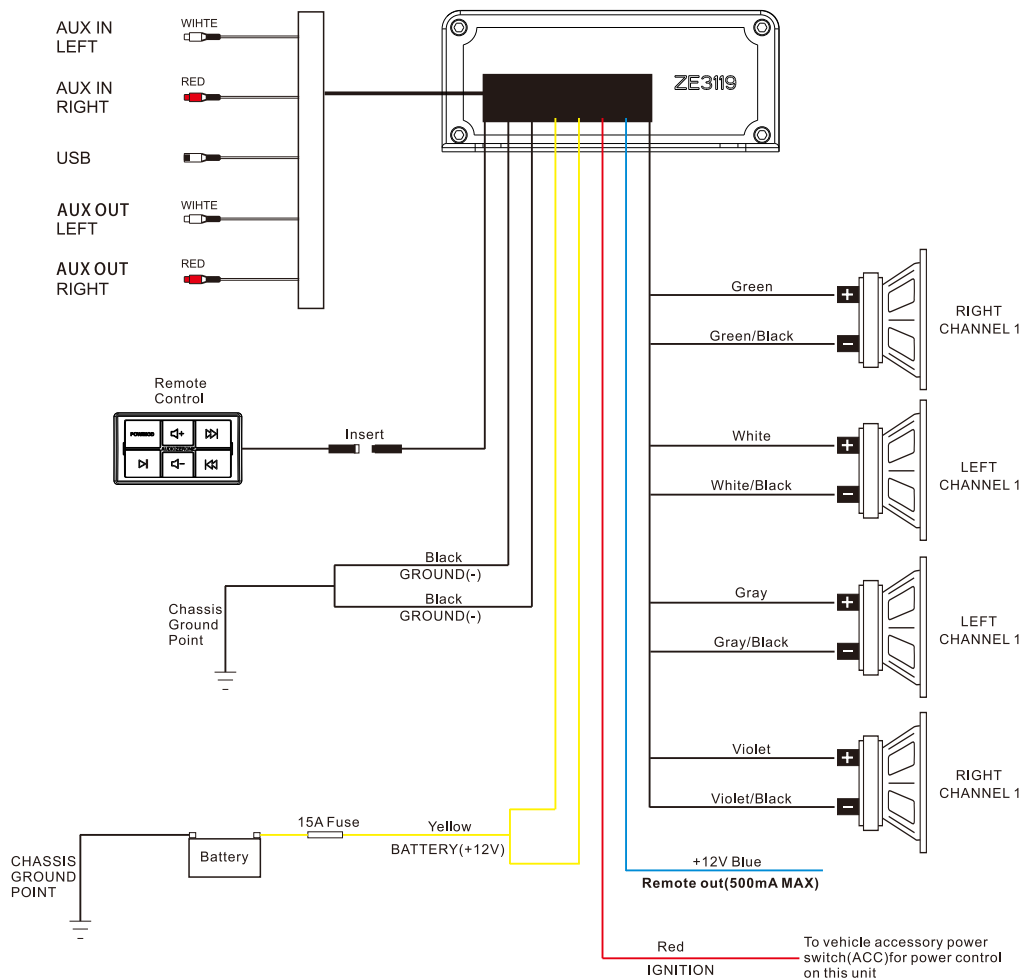 AUX IN
LEFT
WIHTE
AUX IN
RIGHT
RED
USB
AUX OUT
LEFT
WIHTE
AUX OUT
RIGHT
RED
ZE3119
Green
Green/Black
RIGHT
CHANNEL 1
Remote
Control
POWER/OD
AUDIOZERONE
Insert
White
White/Black
LEFT
CHANNEL 1
Black
GROUND(-)
Black
GROUND(-)
Chassis
Ground
Point
Gray
Gray/Black
LEFT
CHANNEL 1
Violet
Violet/Black
RIGHT
CHANNEL 1
15A Fuse
Yellow
BATTERY(+12V)
Battery
CHASSIS
GROUND
POINT
+12V Blue
Remote out(500mA MAX)
Red
IGNITION
To vehicle accessory power
switch(ACC)for power control
on this unit